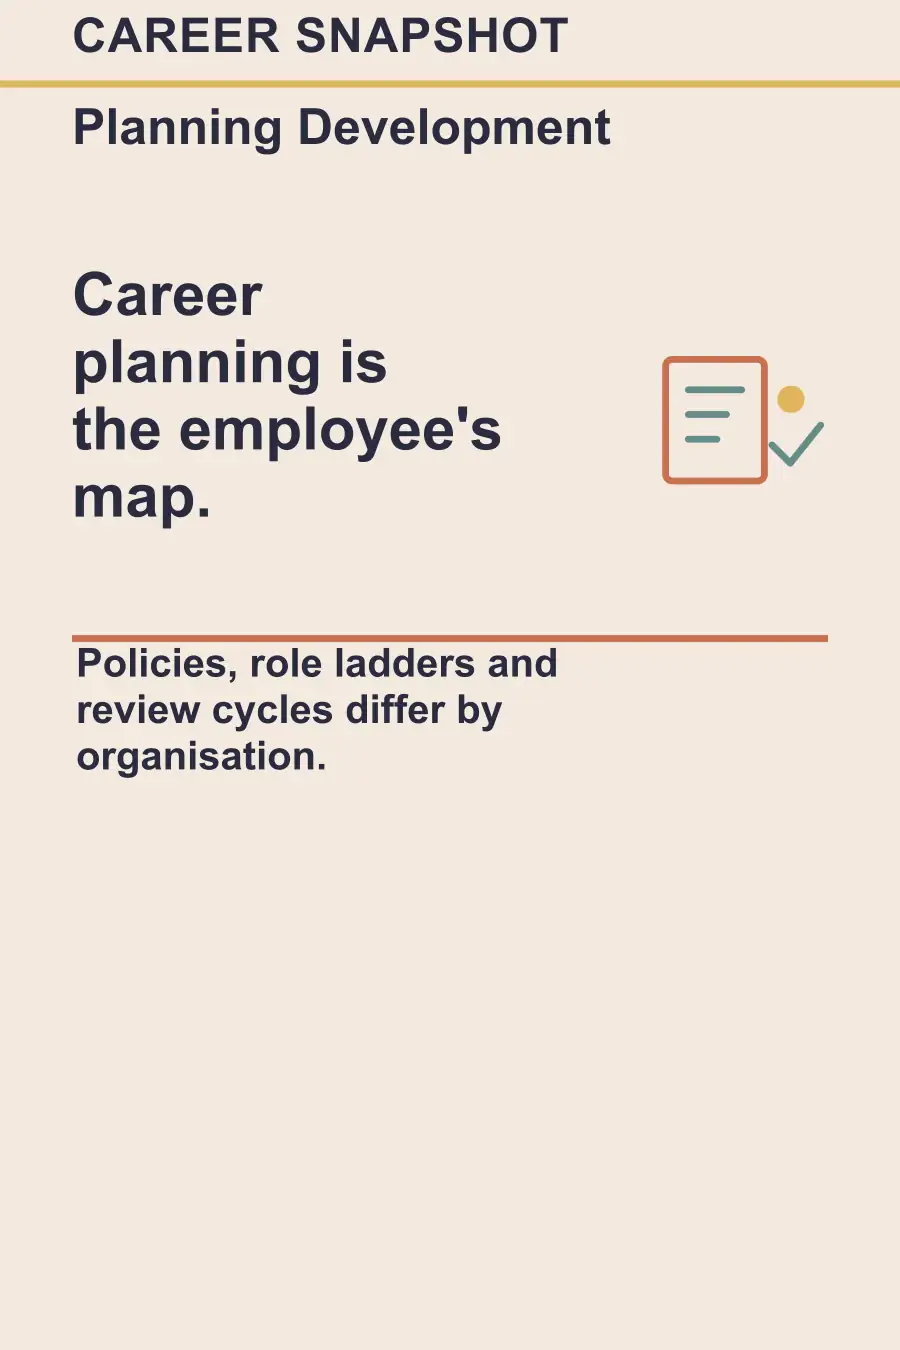 CAREER SNAPSHOT
Planning Development
Career
planning is
the employee's
map.
Policies, role ladders and
review cycles differ by
organisation.